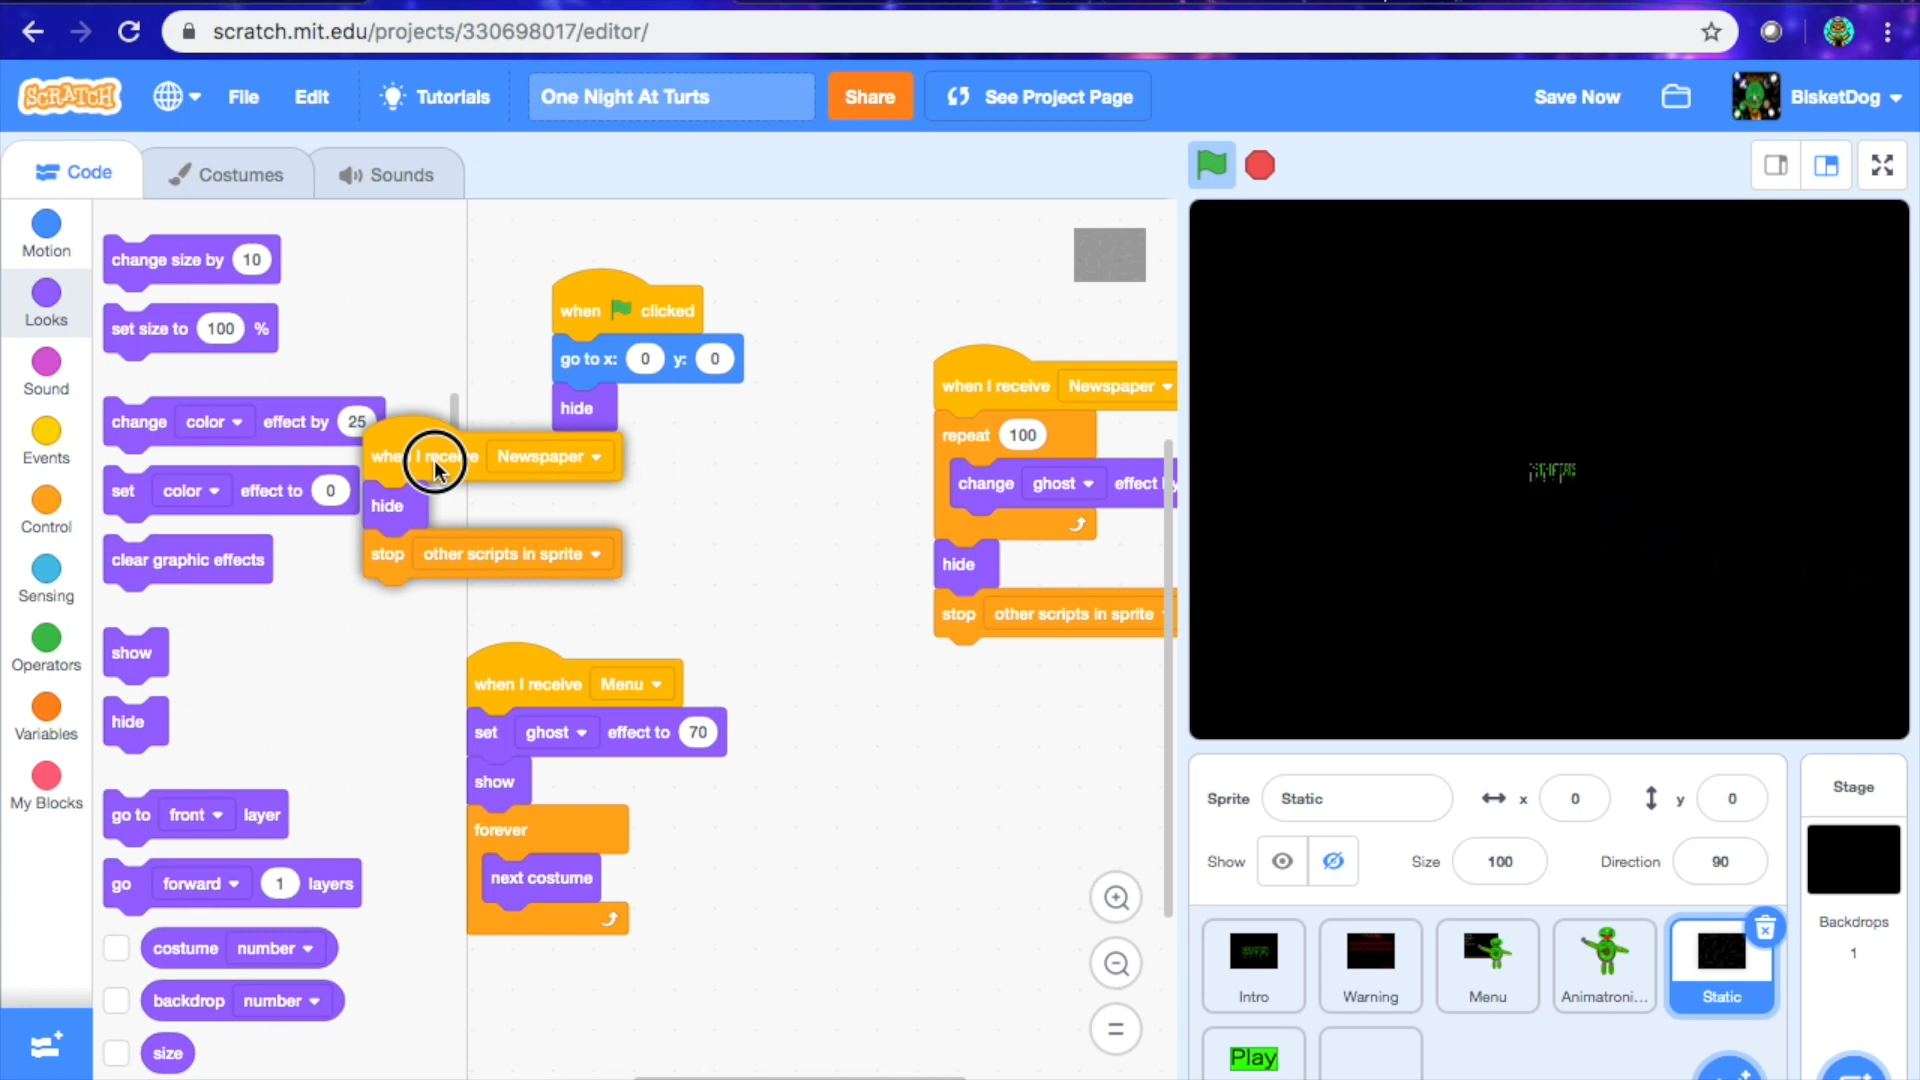 scratch.mit.edu/projects/330698017/editor/
SCRATCH
File
Edit
Tutorials
One Night At Turts
Share
See Project Page
Save Now
BIsketDog
Code
Costumes
Sounds
Motion
Looks
Sound
Events
Control
Sensing
Operators
Variables
My Blocks
change size by 10
set size to 100 %
change color effect by 25
set color effect to 0
clear graphic effects
show
hide
go to front layer
go forward 1 layers
costume number
backdrop number
size
when clicked
go to x: 0 y: 0
hide
when I receive Newspaper
hide
stop other scripts in sprite
when I receive Menu
set ghost effect to 70
show
forever
next costume
when I receive Newspaper
repeat 100
change ghost effect
hide
stop other scripts in sprite
Sprite Static x 0 y 0
Show Size 100 Direction 90
Intro
Warning
Menu
Animatroni...
Static
Play
Stage
Backdrops
1